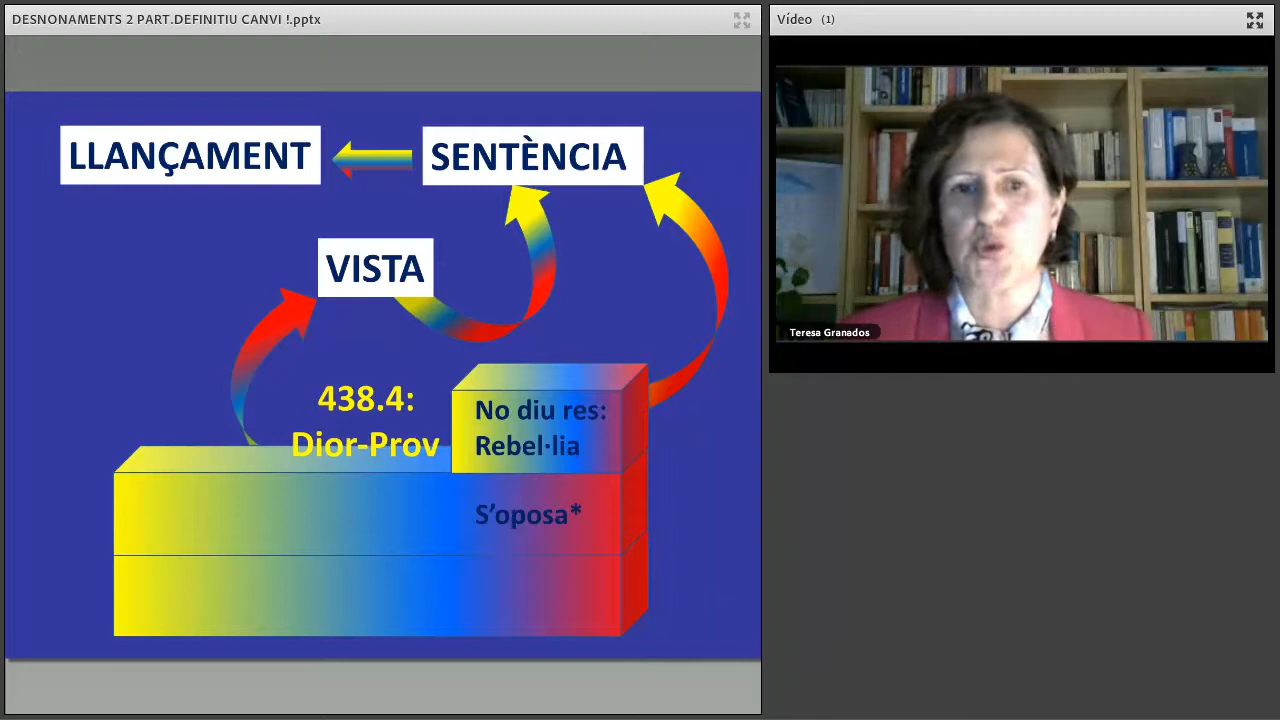 DESNONAMENTS 2 PART.DEFINITIU CANVI !.pptx
LLANÇAMENT
SENTÈNCIA
VISTA
438.4:
Dior-Prov
No diu res:
Rebel·lia
S'oposa*
Vídeo (1)
Teresa Granados